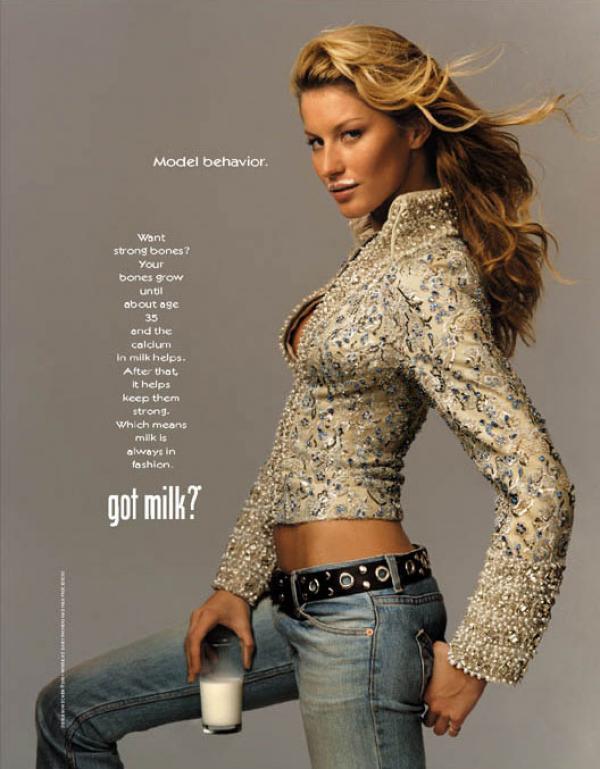 Model behavior.
Want
strong bones?
Your
bones grow
until
about age
35
and the
calcium
in milk helps.
After that,
it helps
keep them
strong.
Which means
milk is
always in
fashion.
got milk?